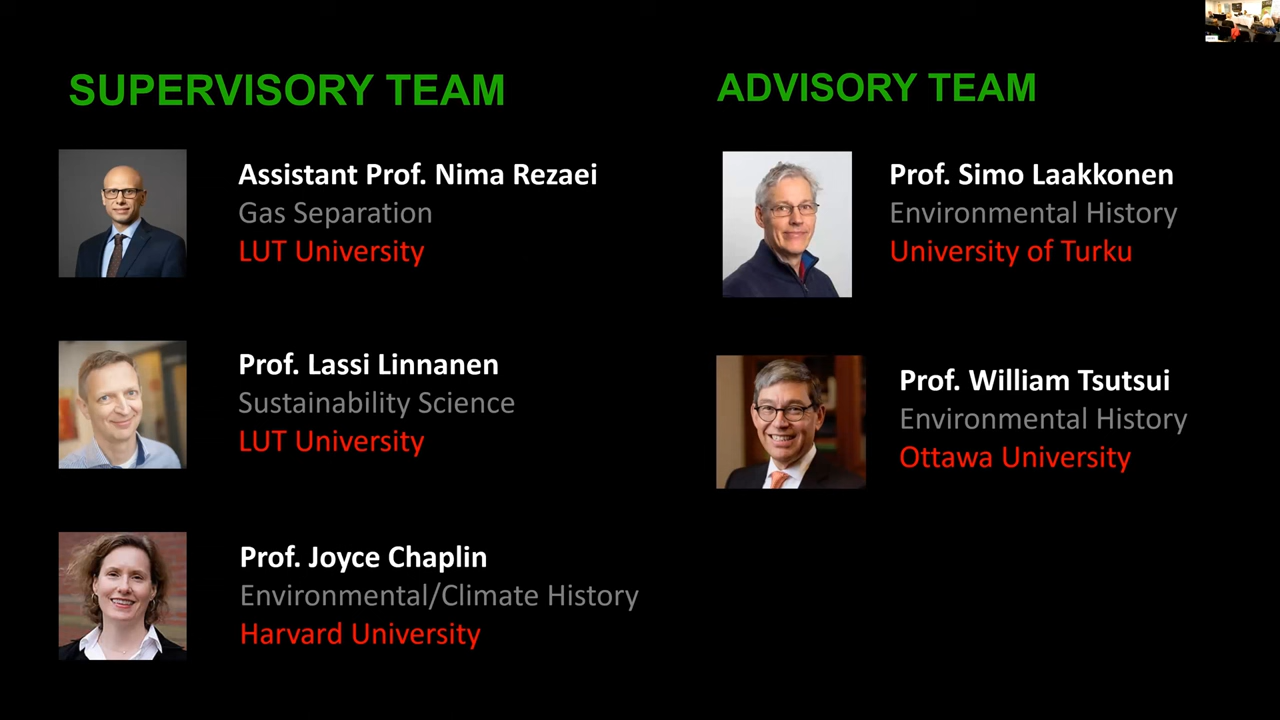 SUPERVISORY TEAM
Assistant Prof. Nima Rezaei
Gas Separation
LUT University
Prof. Lassi Linnanen
Sustainability Science
LUT University
Prof. Joyce Chaplin
Environmental/Climate History
Harvard University
ADVISORY TEAM
Prof. Simo Laakkonen
Environmental History
University of Turku
Prof. William Tsutsui
Environmental History
Ottawa University